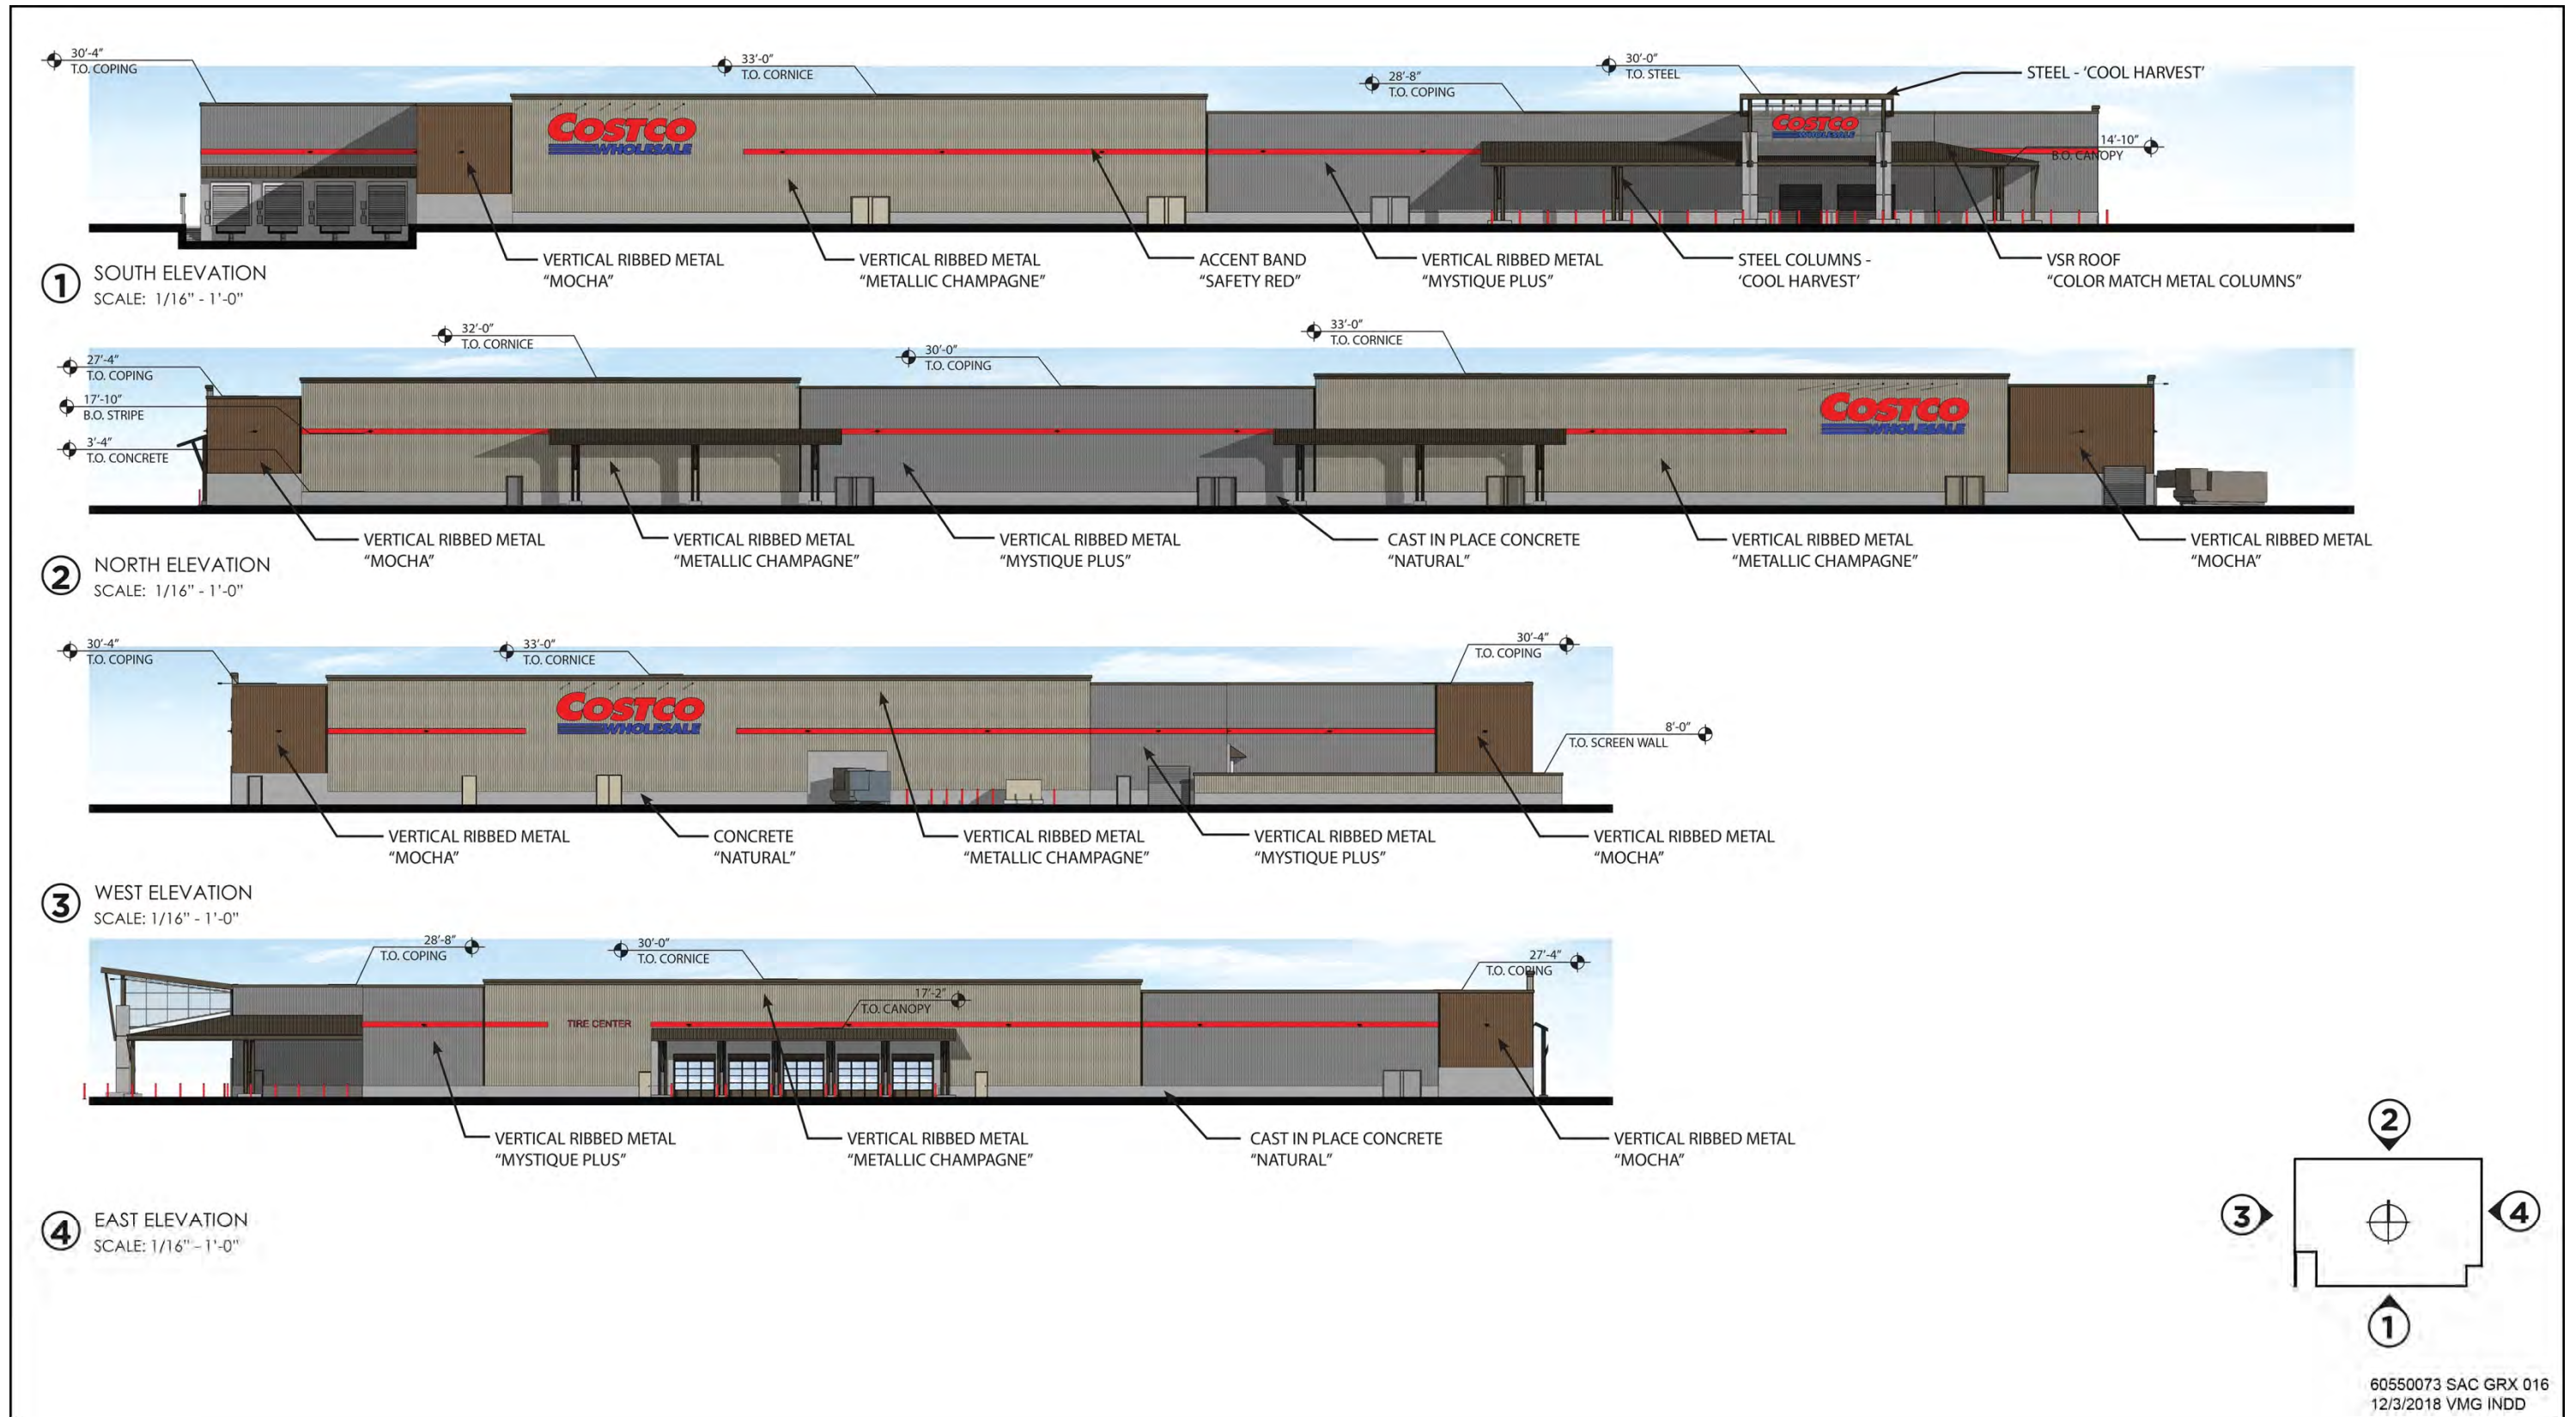 30'-4"
T.O. COPING
33'-0"
T.O. CORNICE
28'-8"
T.O. COPING
30'-0"
T.O. STEEL
STEEL - 'COOL HARVEST'
14'-10"
B.O. CANOPY
COSTCO
WHOLESALE
COSTCO
WHOLESALE
VERTICAL RIBBED METAL
"MOCHA"
VERTICAL RIBBED METAL
"METALLIC CHAMPAGNE"
ACCENT BAND
"SAFETY RED"
VERTICAL RIBBED METAL
"MYSTIQUE PLUS"
STEEL COLUMNS -
'COOL HARVEST'
VSR ROOF
"COLOR MATCH METAL COLUMNS"
1
SOUTH ELEVATION
SCALE: 1/16" - 1'-0"
32'-0"
T.O. CORNICE
33'-0"
T.O. CORNICE
27'-4"
T.O. COPING
30'-0"
T.O. COPING
17'-10"
B.O. STRIPE
3'-4"
T.O. CONCRETE
COSTCO
WHOLESALE
VERTICAL RIBBED METAL
"MOCHA"
VERTICAL RIBBED METAL
"METALLIC CHAMPAGNE"
VERTICAL RIBBED METAL
"MYSTIQUE PLUS"
CAST IN PLACE CONCRETE
"NATURAL"
VERTICAL RIBBED METAL
"METALLIC CHAMPAGNE"
VERTICAL RIBBED METAL
"MOCHA"
2
NORTH ELEVATION
SCALE: 1/16" - 1'-0"
30'-4"
T.O. COPING
33'-0"
T.O. CORNICE
30'-4"
T.O. COPING
8'-0"
T.O. SCREEN WALL
COSTCO
WHOLESALE
VERTICAL RIBBED METAL
"MOCHA"
CONCRETE
"NATURAL"
VERTICAL RIBBED METAL
"METALLIC CHAMPAGNE"
VERTICAL RIBBED METAL
"MYSTIQUE PLUS"
VERTICAL RIBBED METAL
"MOCHA"
3
WEST ELEVATION
SCALE: 1/16" - 1'-0"
28'-8"
T.O. COPING
30'-0"
T.O. CORNICE
27'-4"
T.O. COPING
17'-2"
T.O. CANOPY
TIRE CENTER
VERTICAL RIBBED METAL
"MYSTIQUE PLUS"
VERTICAL RIBBED METAL
"METALLIC CHAMPAGNE"
CAST IN PLACE CONCRETE
"NATURAL"
VERTICAL RIBBED METAL
"MOCHA"
4
EAST ELEVATION
SCALE: 1/16" - 1'-0"
2
3
4
1
60550073 SAC GRX 016
12/3/2018 VMG INDD